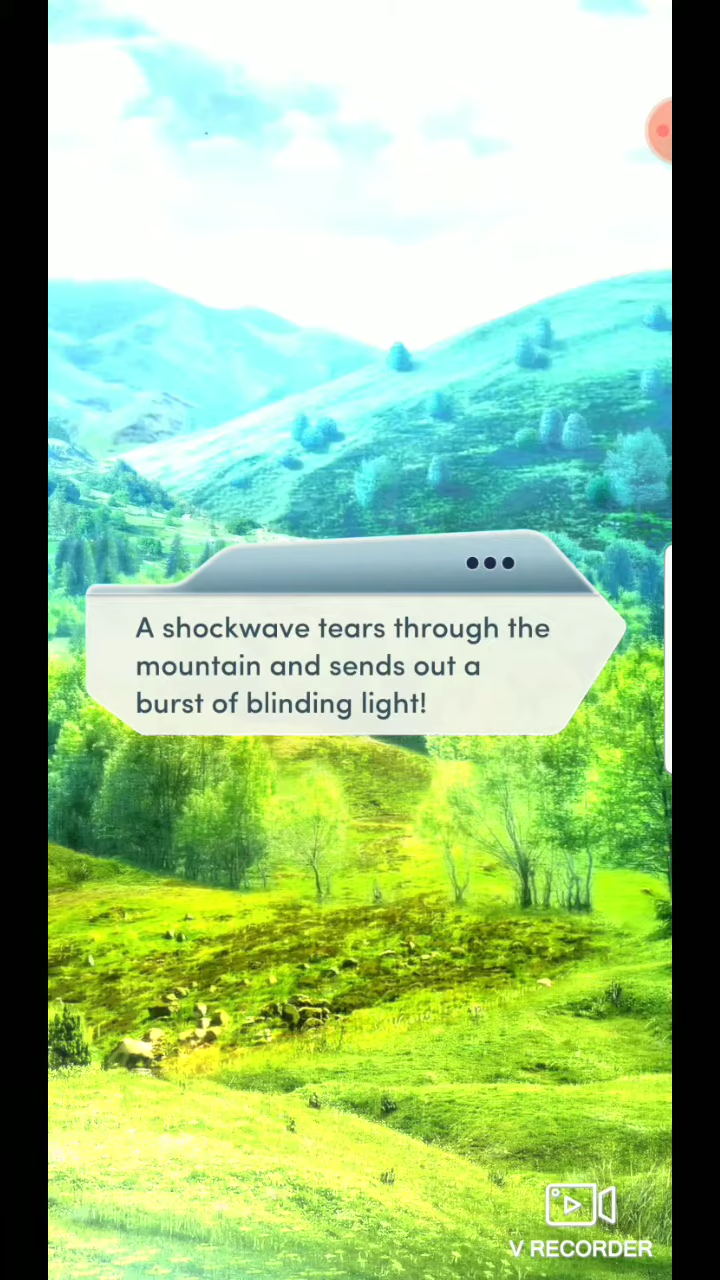 A shockwave tears through the
mountain and sends out a
burst of blinding light!
V RECORDER